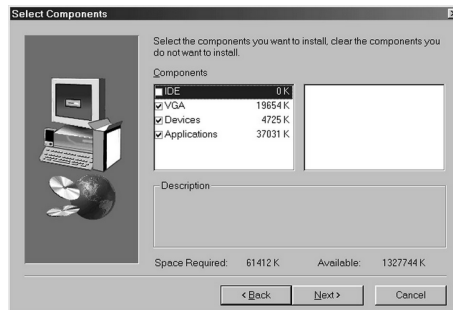 Select Components
Select the components you want to install, clear the components you
do not want to install.
Components
IDE 0 K
VGA 19654 K
Devices 4725 K
Applications 37031 K
Description
Space Required: 61412 K Available: 1327744 K
< Back Next > Cancel